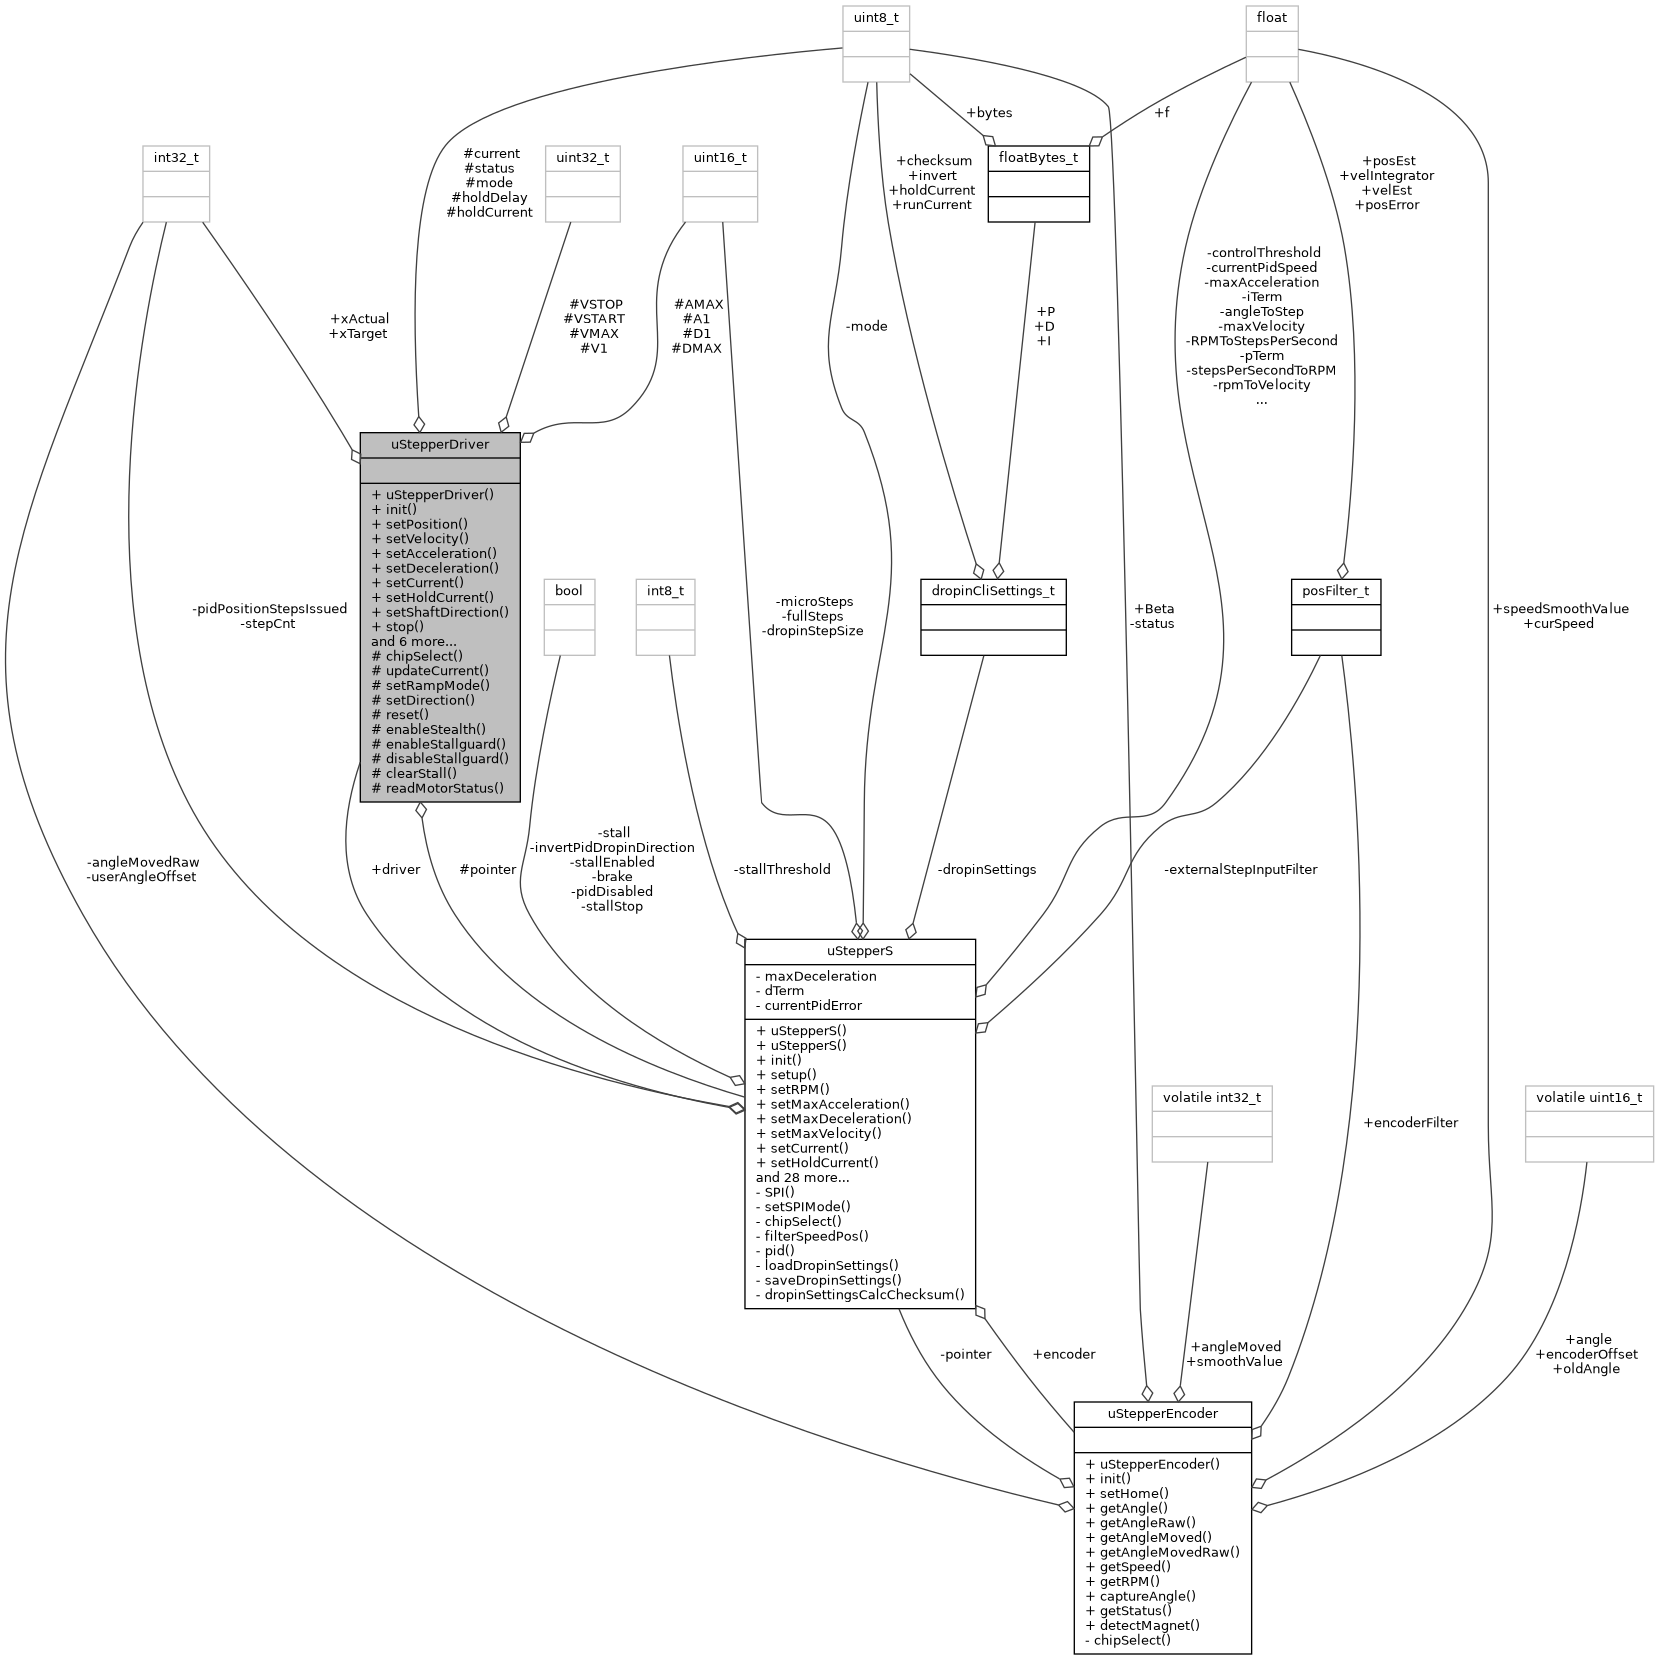 uint8_t
float
+bytes
+f
int32_t
#current
#status
#mode
#holdDelay
#holdCurrent
uint32_t
uint16_t
+checksum
+invert
+holdCurrent
+runCurrent
floatBytes_t
+posEst
+velIntegrator
+velEst
+posError
+xActual
+xTarget
#VSTOP
#VSTART
#VMAX
#V1
#AMAX
#A1
#D1
#DMAX
-mode
+P
+D
+I
-controlThreshold
-currentPidSpeed
-maxAcceleration
-iTerm
-angleToStep
-maxVelocity
-RPMToStepsPerSecond
-pTerm
-stepsPerSecondToRPM
-rpmToVelocity
...
uStepperDriver
+ uStepperDriver()
+ init()
+ setPosition()
+ setVelocity()
+ setAcceleration()
+ setDeceleration()
+ setCurrent()
+ setHoldCurrent()
+ setShaftDirection()
+ stop()
and 6 more...
# chipSelect()
# updateCurrent()
# setRampMode()
# setDirection()
# reset()
# enableStealth()
# enableStallguard()
# disableStallguard()
# clearStall()
# readMotorStatus()
-pidPositionStepsIssued
-stepCnt
bool
int8_t
-microSteps
-fullSteps
-dropinStepSize
dropinCliSettings_t
+Beta
-status
posFilter_t
+speedSmoothValue
+curSpeed
-angleMovedRaw
-userAngleOffset
+driver
#pointer
-stall
-invertPidDropinDirection
-stallEnabled
-brake
-pidDisabled
-stallStop
-stallThreshold
-dropinSettings
-externalStepInputFilter
uStepperS
- maxDeceleration
- dTerm
- currentPidError
+ uStepperS()
+ uStepperS()
+ init()
+ setup()
+ setRPM()
+ setMaxAcceleration()
+ setMaxDeceleration()
+ setMaxVelocity()
+ setCurrent()
+ setHoldCurrent()
and 28 more...
- SPI()
- setSPIMode()
- chipSelect()
- filterSpeedPos()
- pid()
- loadDropinSettings()
- saveDropinSettings()
- dropinSettingsCalcChecksum()
volatile int32_t
+encoderFilter
volatile uint16_t
-pointer
+encoder
+angleMoved
+smoothValue
+angle
+encoderOffset
+oldAngle
uStepperEncoder
+ uStepperEncoder()
+ init()
+ setHome()
+ getAngle()
+ getAngleRaw()
+ getAngleMoved()
+ getAngleMovedRaw()
+ getSpeed()
+ getRPM()
+ captureAngle()
+ getStatus()
+ detectMagnet()
- chipSelect()